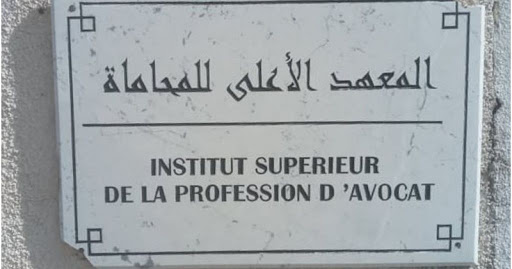 المعهد الأعلى للمحاماة
INSTITUT SUPERIEUR
DE LA PROFESSION D 'AVOCAT